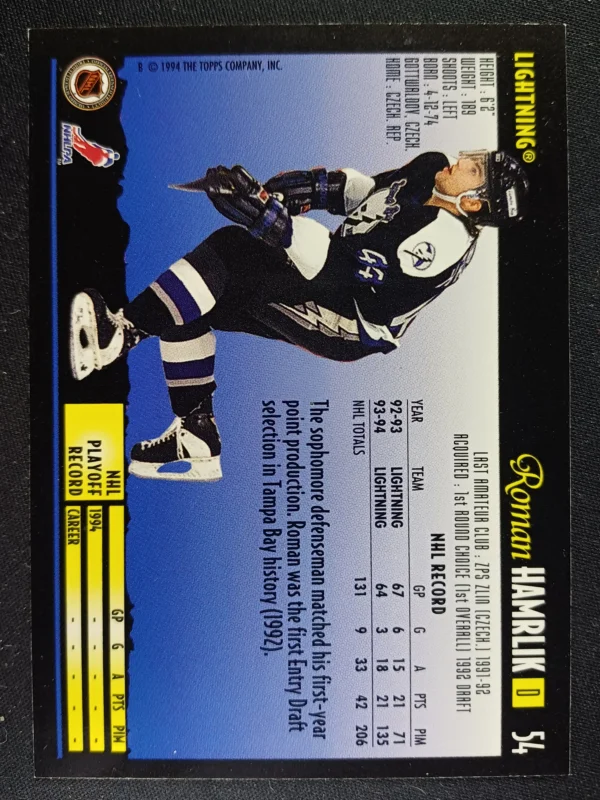 LIGHTNING®
Roman HAMRLIK D 54
HEIGHT : 6'2"
WEIGHT : 189
SHOOTS : LEFT
BORN : 4-12-74
GOTTWALDOV, CZECH.
HOME : CZECH. REP.
LAST AMATEUR CLUB : ZPS ZLIN (CZECH.) 1991-92
ACQUIRED : 1st ROUND CHOICE (1st OVERALL) 1992 DRAFT
NHL RECORD
YEAR TEAM GP G A PTS PIM
92-93 LIGHTNING 67 6 15 21 71
93-94 LIGHTNING 64 3 18 21 135
NHL TOTALS 131 9 33 42 206
The sophomore defenseman matched his first-year
point production. Roman was the first Entry Draft
selection in Tampa Bay history (1992).
44
NHL
PLAYOFF
RECORD
GP G A PTS PIM
1994 - - - - -
CAREER - - - - -
B © 1994 THE TOPPS COMPANY, INC.
NHL
NHLPA